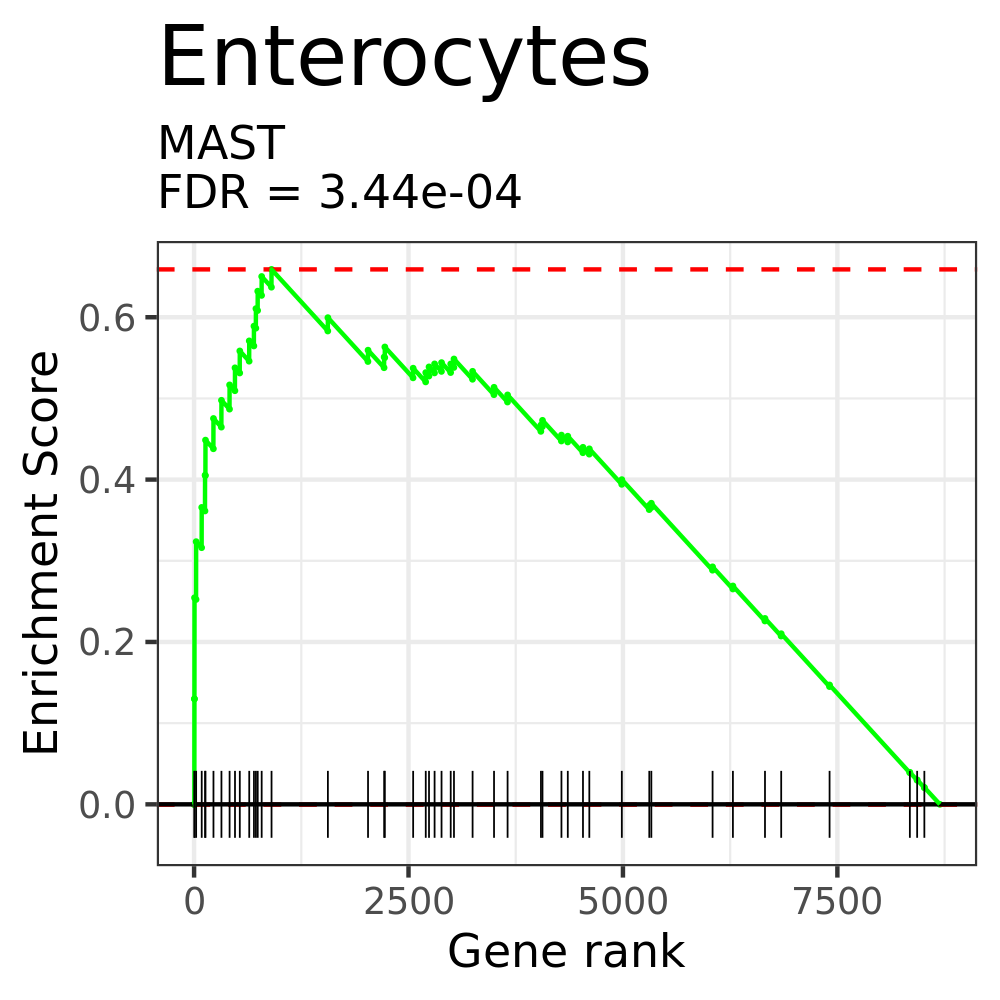 Enterocytes
MAST
FDR = 3.44e-04
Enrichment Score
0.6
0.4
0.2
0.0
0 2500 5000 7500
Gene rank